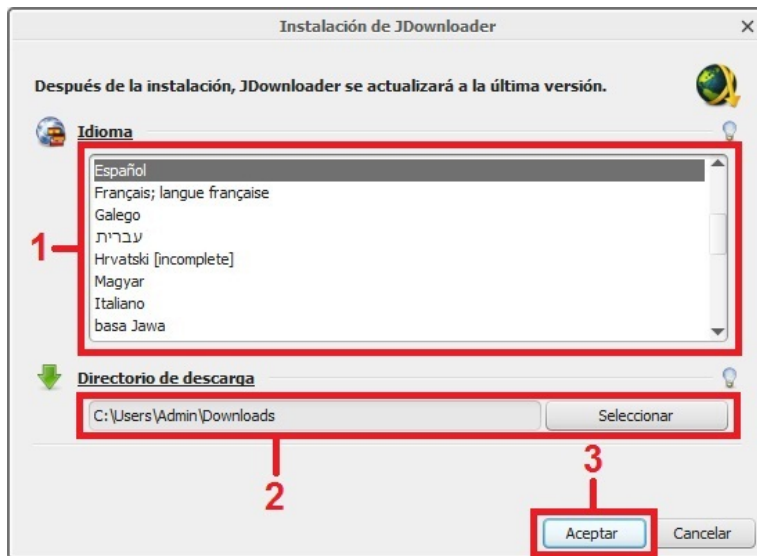 Instalación de JDownloader
Después de la instalación, JDownloader se actualizará a la última versión.
Idioma
Español
Français; langue française
Galego
עברית
Hrvatski [incomplete]
Magyar
Italiano
basa Jawa
1
Directorio de descarga
C:\Users\Admin\Downloads
Seleccionar
2
3
Aceptar
Cancelar